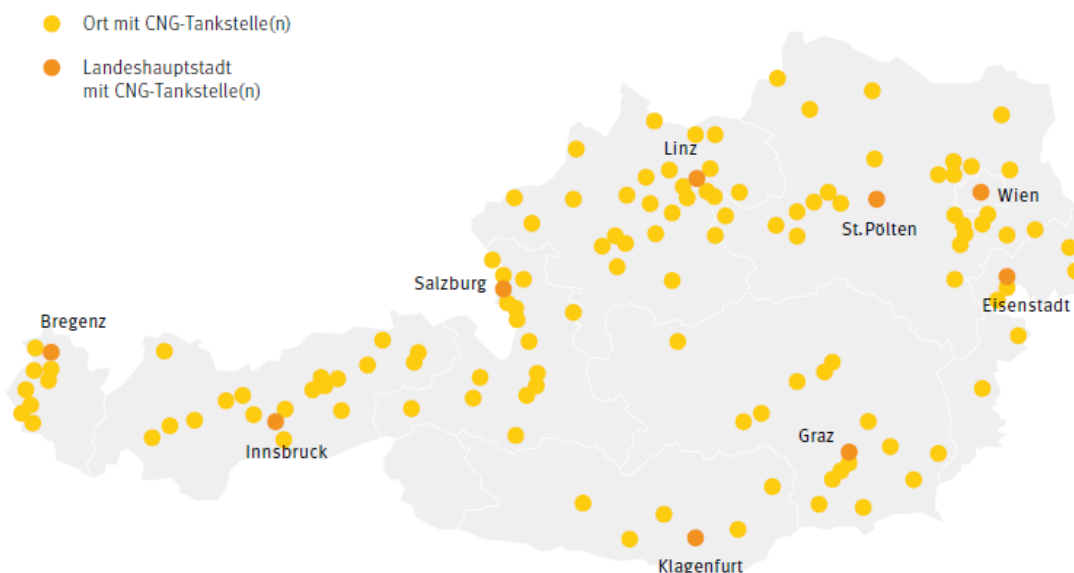 Ort mit CNG-Tankstelle(n)
Landeshauptstadt
mit CNG-Tankstelle(n)
Linz
Wien
St.Pölten
Salzburg
Eisenstadt
Bregenz
Graz
Innsbruck
Klagenfurt